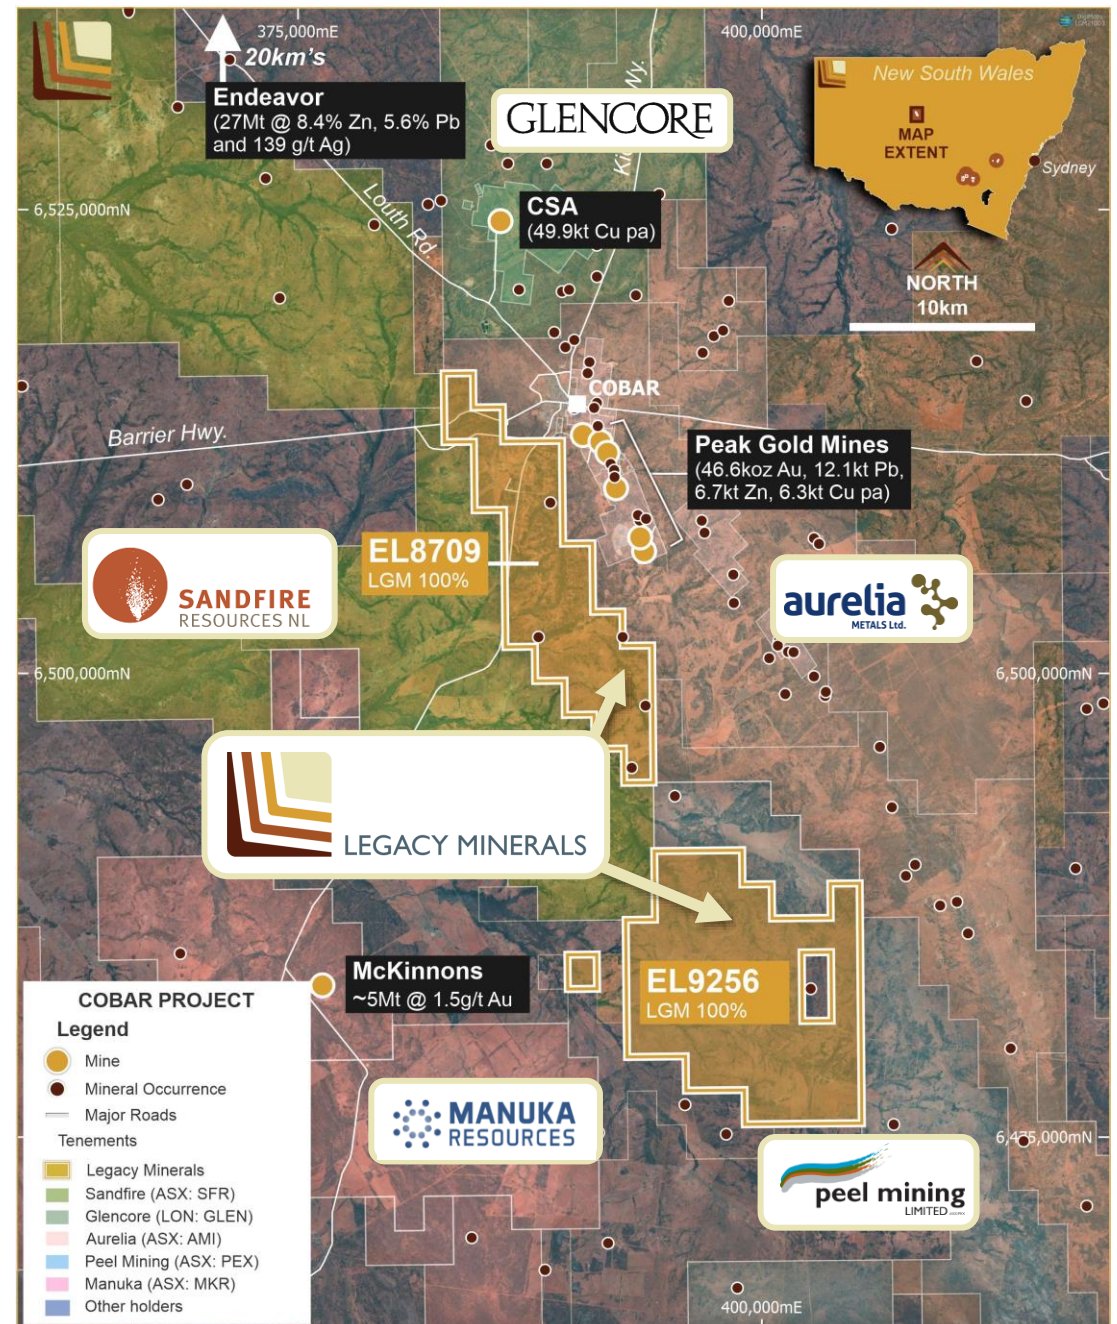 375,000mE
400,000mE
20km's
Endeavor
(27Mt @ 8.4% Zn, 5.6% Pb
and 139 g/t Ag)
GLENCORE
New South Wales
MAP
EXTENT
Sydney
Louth Rd.
CSA
(49.9kt Cu pa)
6,525,000mN
NORTH
10km
COBAR
Barrier Hwy.
Peak Gold Mines
(46.6koz Au, 12.1kt Pb,
6.7kt Zn, 6.3kt Cu pa)
EL8709
LGM 100%
SANDFIRE
RESOURCES NL
aurelia
METALS Ltd.
6,500,000mN
6,500,000mN
LEGACY MINERALS
McKinnons
~5Mt @ 1.5g/t Au
EL9256
LGM 100%
MANUKA
RESOURCES
6,475,000mN
peel mining
LIMITED
COBAR PROJECT
Legend
Mine
Mineral Occurrence
Major Roads
Tenements
Legacy Minerals
Sandfire (ASX: SFR)
Glencore (LON: GLEN)
Aurelia (ASX: AMI)
Peel Mining (ASX: PEX)
Manuka (ASX: MKR)
Other holders
400,000mE